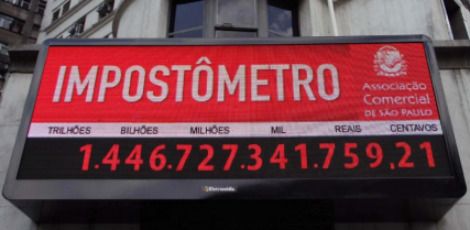 IMPOSTÔMETRO
Associação
Comercial
DE SÃO PAULO
TRILHÕES BILHÕES MILHÕES MIL REAIS CENTAVOS
1.446.727.341.759,21